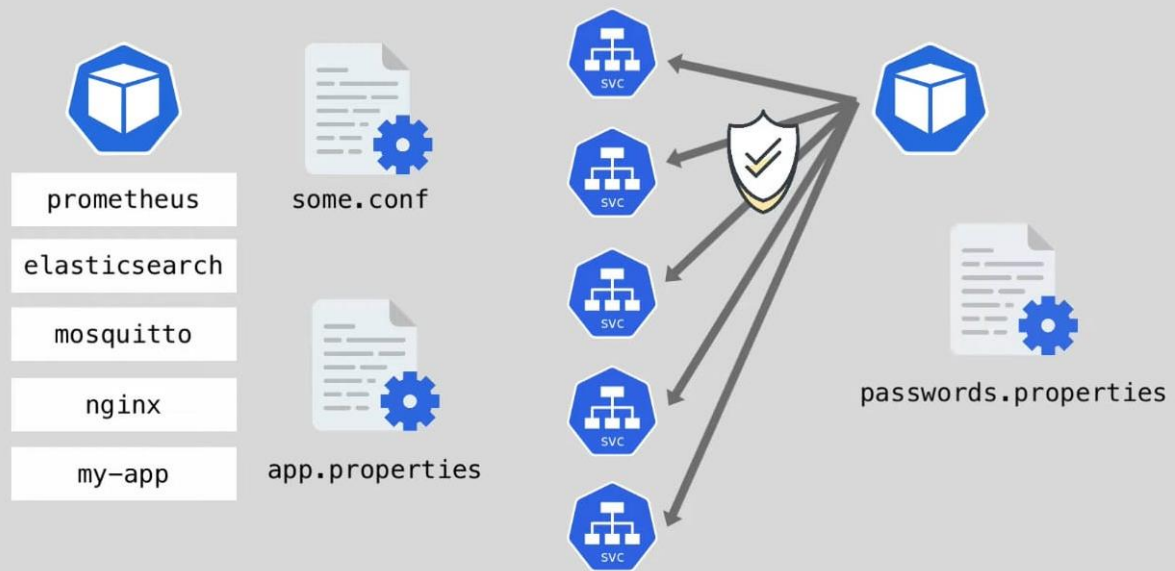 prometheus
elasticsearch
mosquitto
nginx
my-app
some.conf
app.properties
svc
svc
svc
svc
svc
passwords.properties